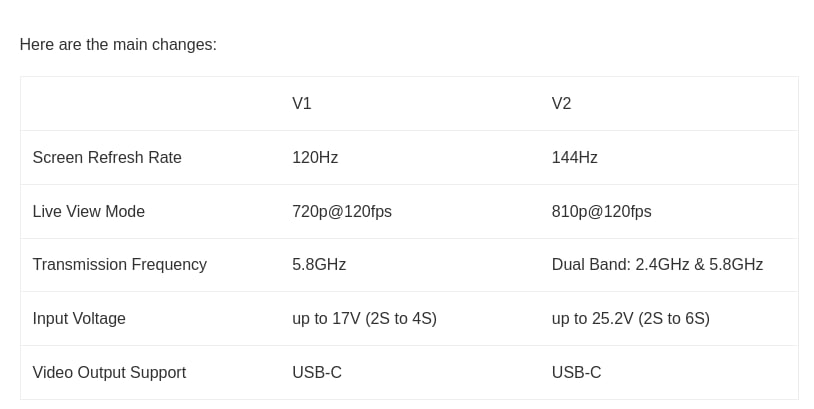 Here are the main changes:
V1 V2
Screen Refresh Rate 120Hz 144Hz
Live View Mode 720p@120fps 810p@120fps
Transmission Frequency 5.8GHz Dual Band: 2.4GHz & 5.8GHz
Input Voltage up to 17V (2S to 4S) up to 25.2V (2S to 6S)
Video Output Support USB-C USB-C